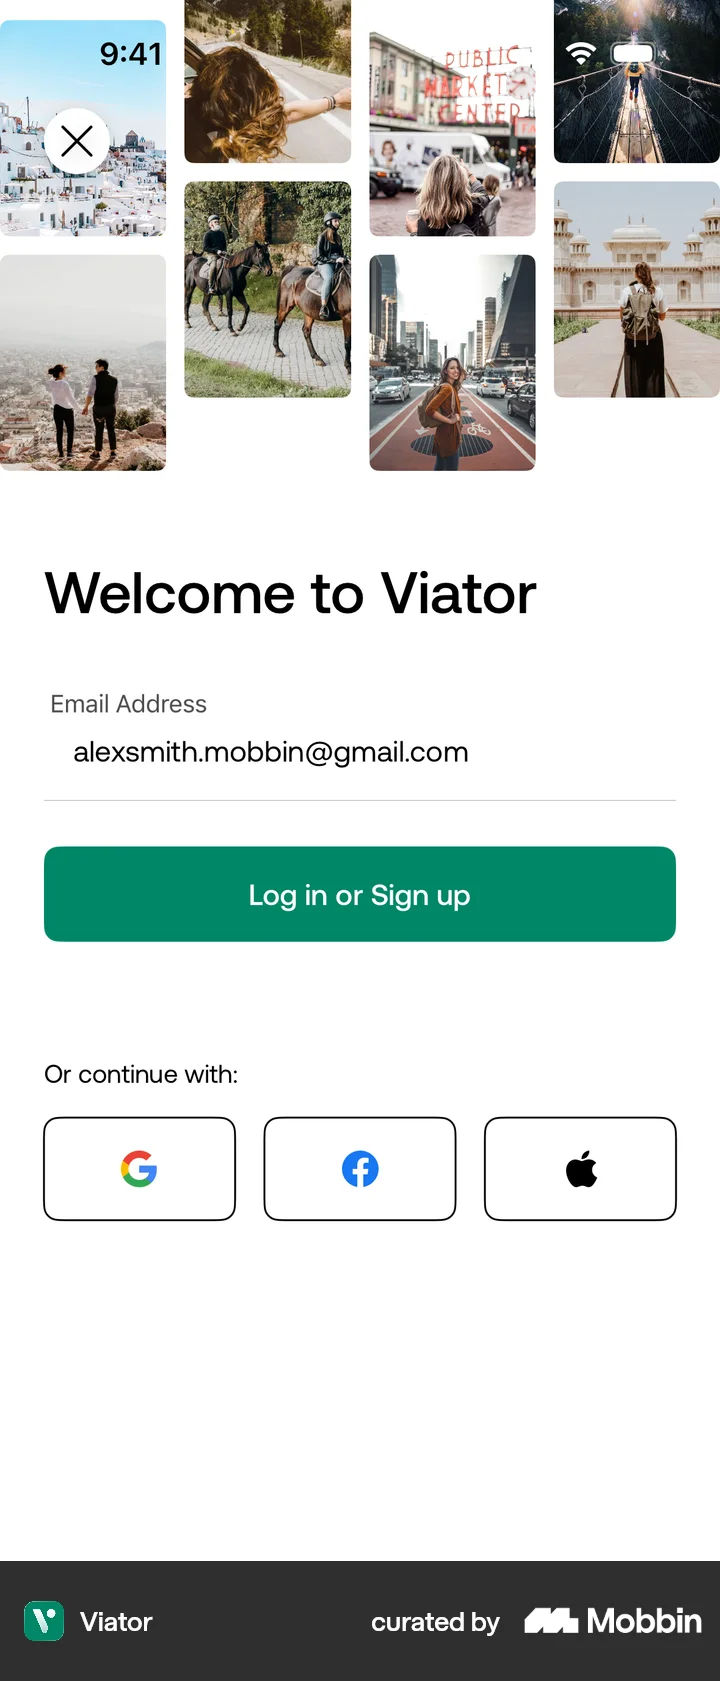 9:41
PUBLIC
MARKET
CENTER
Welcome to Viator
Email Address
alexsmith.mobbin@gmail.com
Log in or Sign up
Or continue with:
Viator
curated by Mobbin